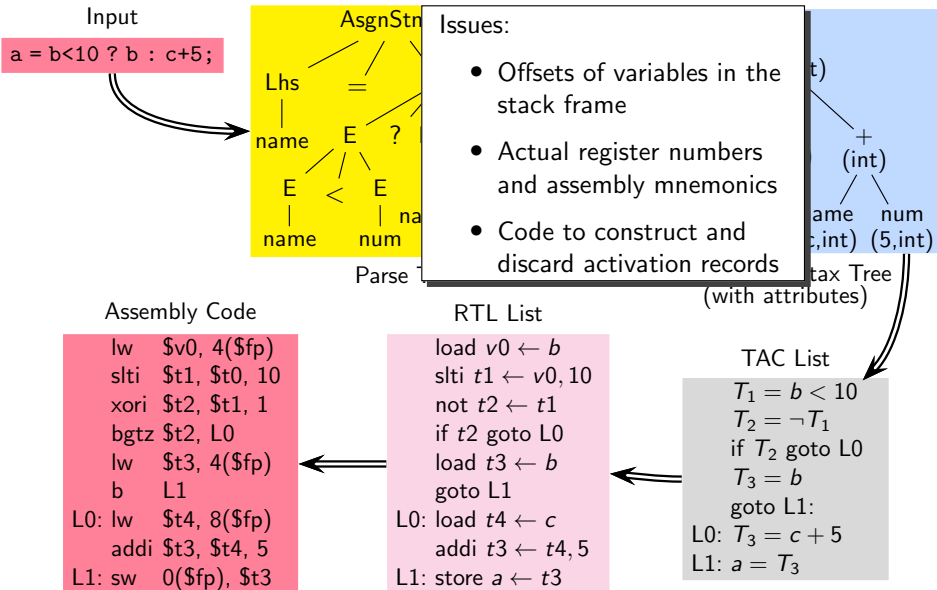 Input
a = b<10 ? b : c+5;
AsgnStm
Lhs =
name E ?
E < E
name num
Parse
Issues:
• Offsets of variables in the
stack frame
• Actual register numbers
and assembly mnemonics
• Code to construct and
discard activation records
+
(int)
num
,int) (5,int)
Tree
(with attributes)
Assembly Code
lw $v0, 4($fp)
slti $t1, $t0, 10
xori $t2, $t1, 1
bgtz $t2, L0
lw $t3, 4($fp)
b L1
L0: lw $t4, 8($fp)
addi $t3, $t4, 5
L1: sw 0($fp), $t3
RTL List
load v0 ← b
slti t1 ← v0, 10
not t2 ← t1
if t2 goto L0
load t3 ← b
goto L1
L0: load t4 ← c
addi t3 ← t4, 5
L1: store a ← t3
TAC List
T₁ = b < 10
T₂ = ¬T₁
if T₂ goto L0
T₃ = b
goto L1:
L0: T₃ = c + 5
L1: a = T₃